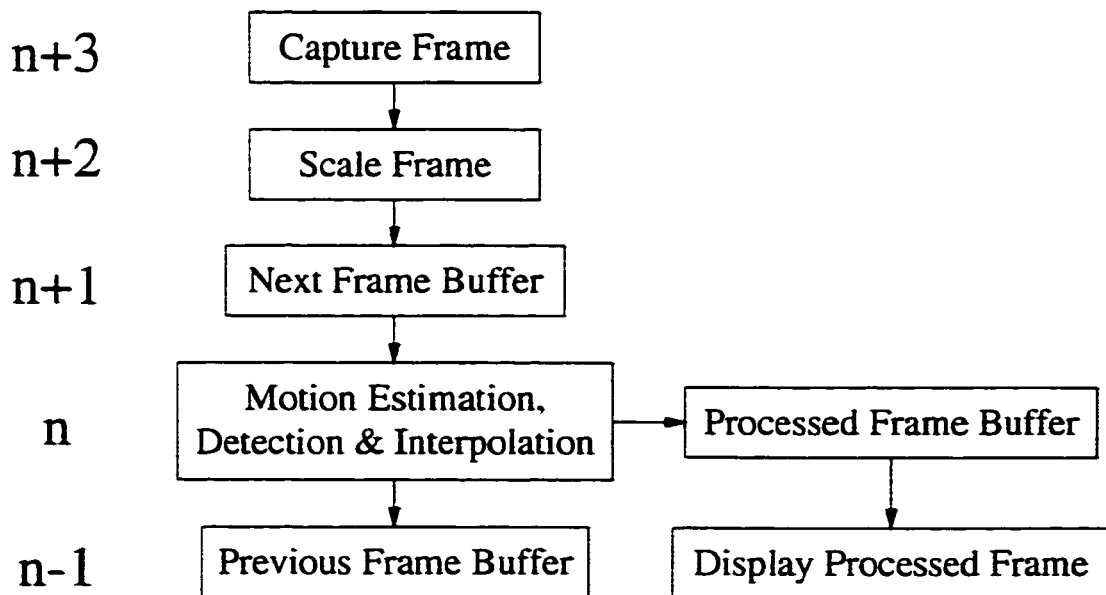 n+3 Capture Frame
n+2 Scale Frame
n+1 Next Frame Buffer
Motion Estimation,
n Detection & Interpolation Processed Frame Buffer
n-1 Previous Frame Buffer Display Processed Frame